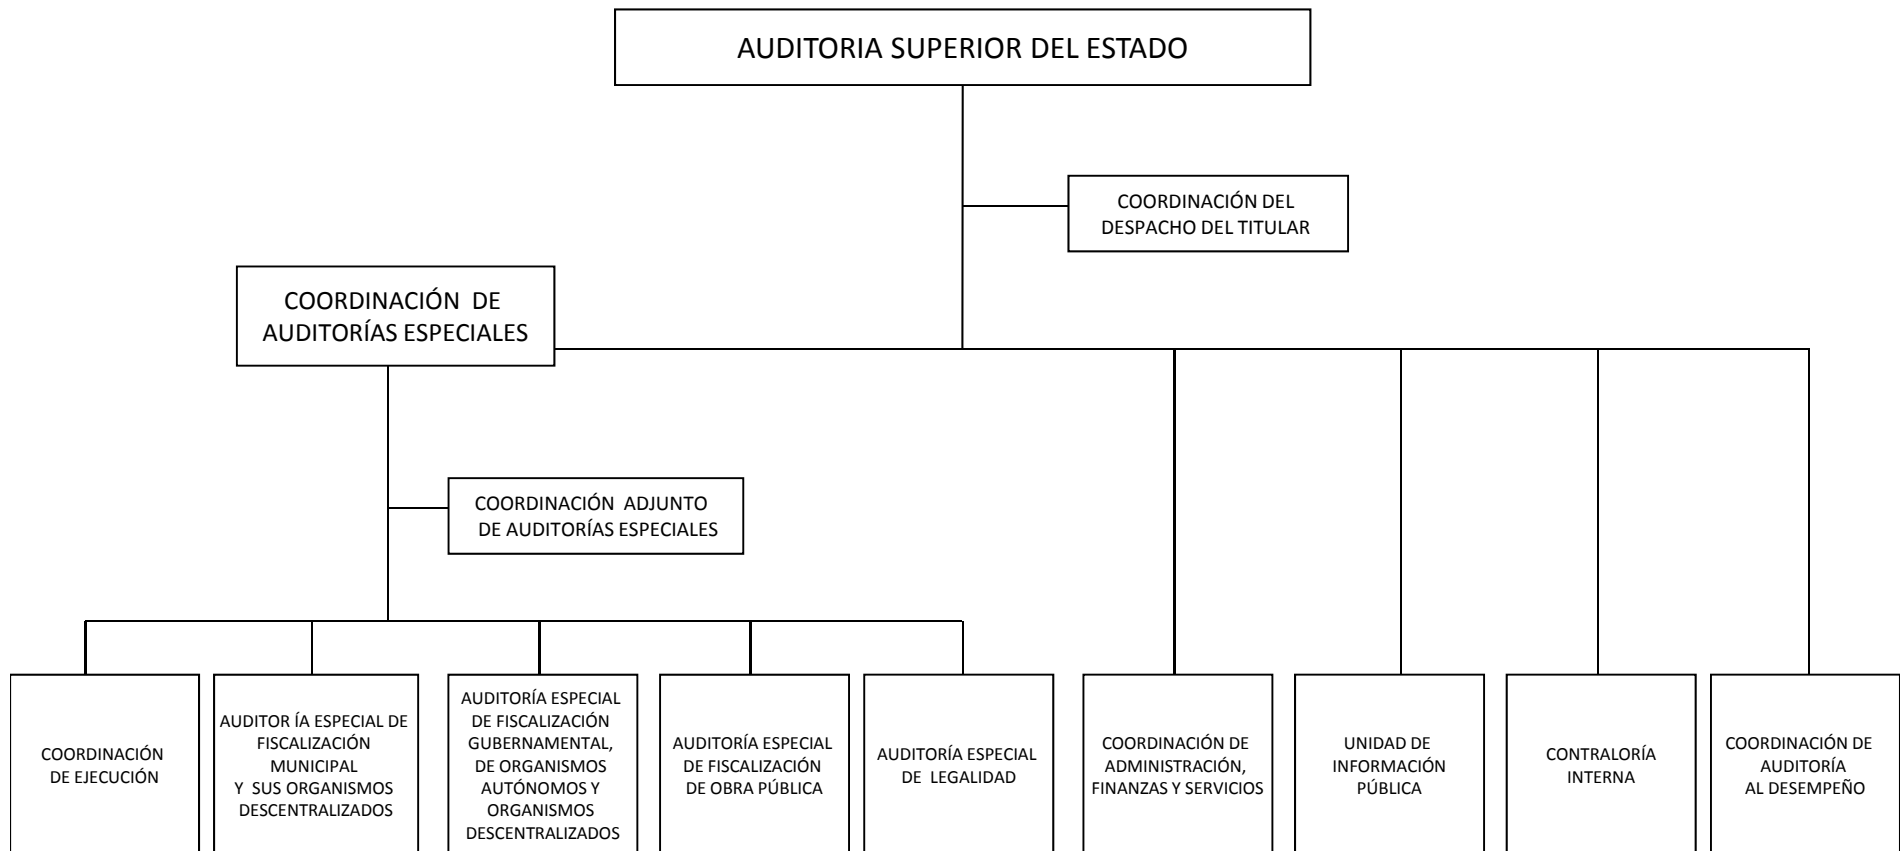 AUDITORIA SUPERIOR DEL ESTADO
COORDINACIÓN DEL
DESPACHO DEL TITULAR
COORDINACIÓN DE
AUDITORÍAS ESPECIALES
COORDINACIÓN ADJUNTO
DE AUDITORÍAS ESPECIALES
COORDINACIÓN
DE EJECUCIÓN
AUDITOR ÍA ESPECIAL DE
FISCALIZACIÓN
MUNICIPAL
Y SUS ORGANISMOS
DESCENTRALIZADOS
AUDITORÍA ESPECIAL
DE FISCALIZACIÓN
GUBERNAMENTAL,
DE ORGANISMOS
AUTÓNOMOS Y
ORGANISMOS
DESCENTRALIZADOS
AUDITORÍA ESPECIAL
DE FISCALIZACIÓN
DE OBRA PÚBLICA
AUDITORÍA ESPECIAL
DE LEGALIDAD
COORDINACIÓN DE
ADMINISTRACIÓN,
FINANZAS Y SERVICIOS
UNIDAD DE
INFORMACIÓN
PÚBLICA
CONTRALORÍA
INTERNA
COORDINACIÓN DE
AUDITORÍA
AL DESEMPEÑO